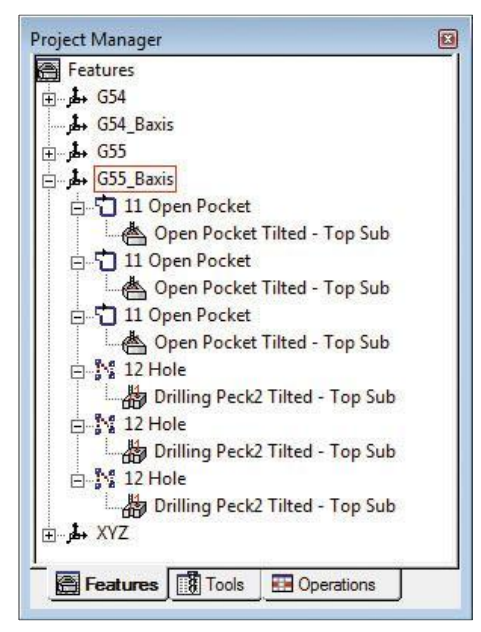 Project Manager
Features
G54
G54_Baxis
G55
G55_Baxis
11 Open Pocket
Open Pocket Tilted - Top Sub
11 Open Pocket
Open Pocket Tilted - Top Sub
11 Open Pocket
Open Pocket Tilted - Top Sub
12 Hole
Drilling Peck2 Tilted - Top Sub
12 Hole
Drilling Peck2 Tilted - Top Sub
12 Hole
Drilling Peck2 Tilted - Top Sub
XYZ
Features Tools Operations